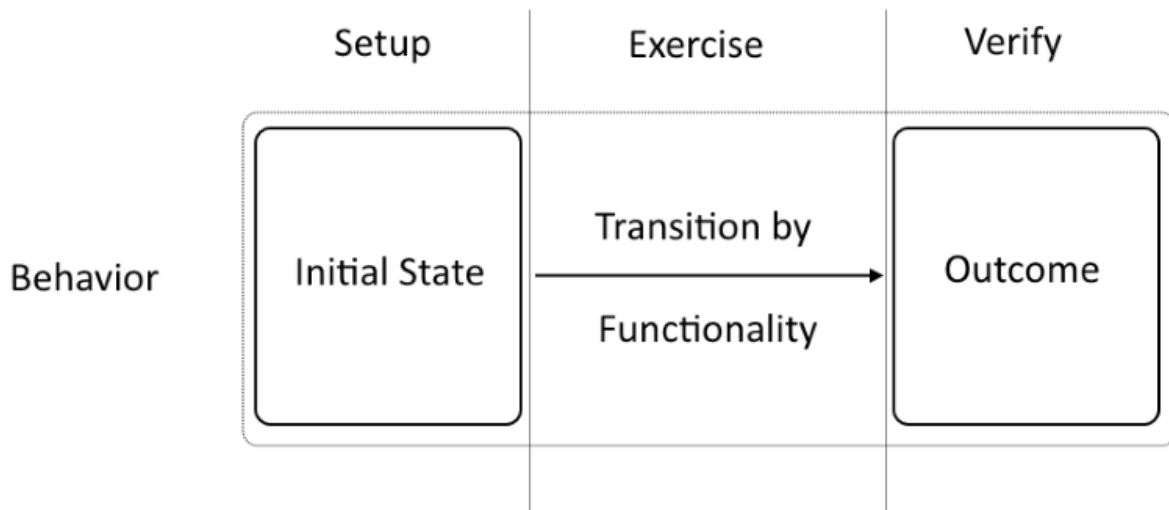 Setup
Exercise
Verify
Behavior
Initial State
Transition by
Functionality
Outcome